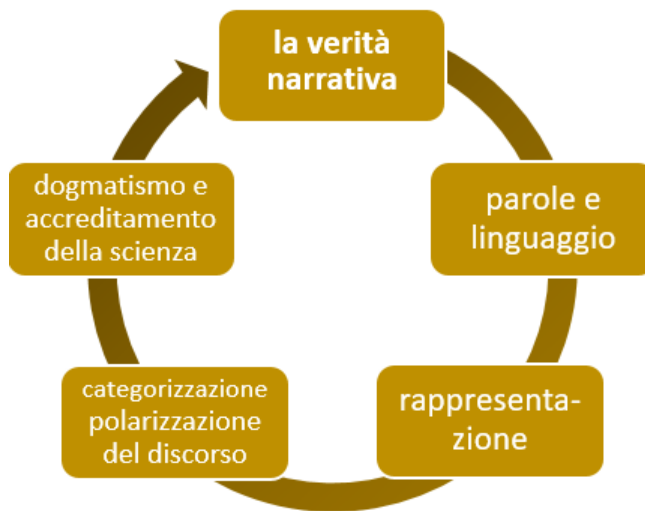 la verità
narrativa
parole e
linguaggio
rappresenta-
zione
categorizzazione
polarizzazione
del discorso
dogmatismo e
accreditamento
della scienza